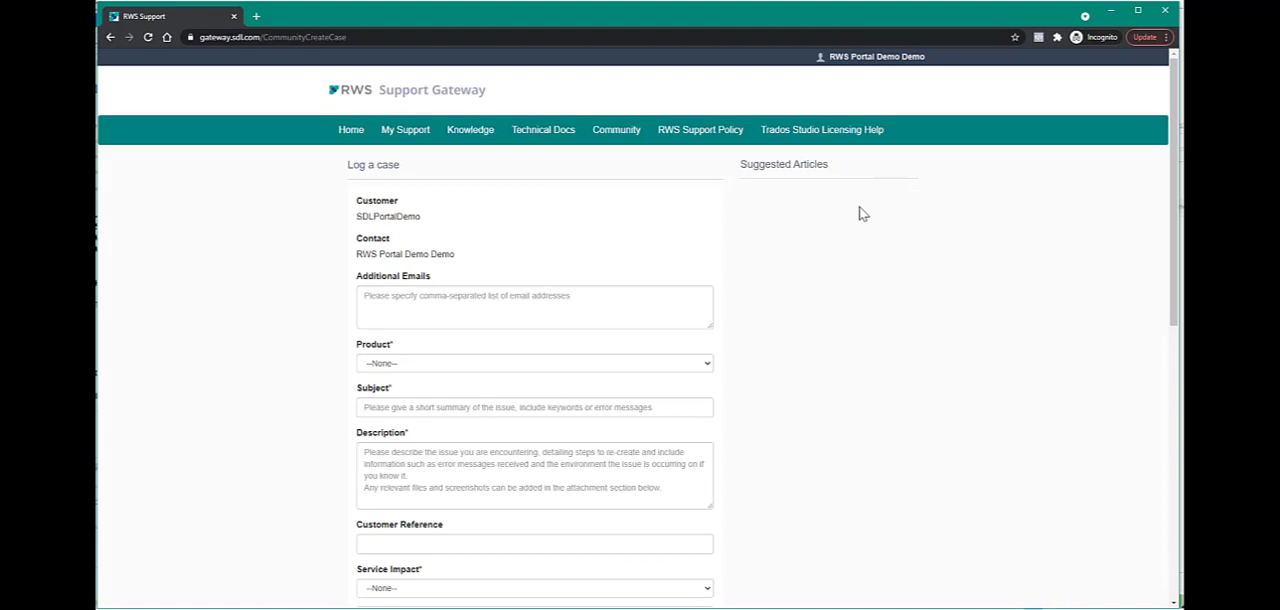 RWS Support
gateway.sdl.com/CommunityCreateCase
Incognito
Update
RWS Portal Demo Demo
RWS Support Gateway
Home My Support Knowledge Technical Docs Community RWS Support Policy Trados Studio Licensing Help
Log a case
Suggested Articles
Customer
SDLPortalDemo
Contact
RWS Portal Demo Demo
Additional Emails
Please specify comma-separated list of email addresses
Product*
--None--
Subject*
Please give a short summary of the issue, include keywords or error messages
Description*
Please describe the issue you are encountering, detailing steps to re-create and include
information such as error messages received and the environment the issue is occurring on if
you know it.
Any relevant files and screenshots can be added in the attachment section below.
Customer Reference
Service Impact*
--None--